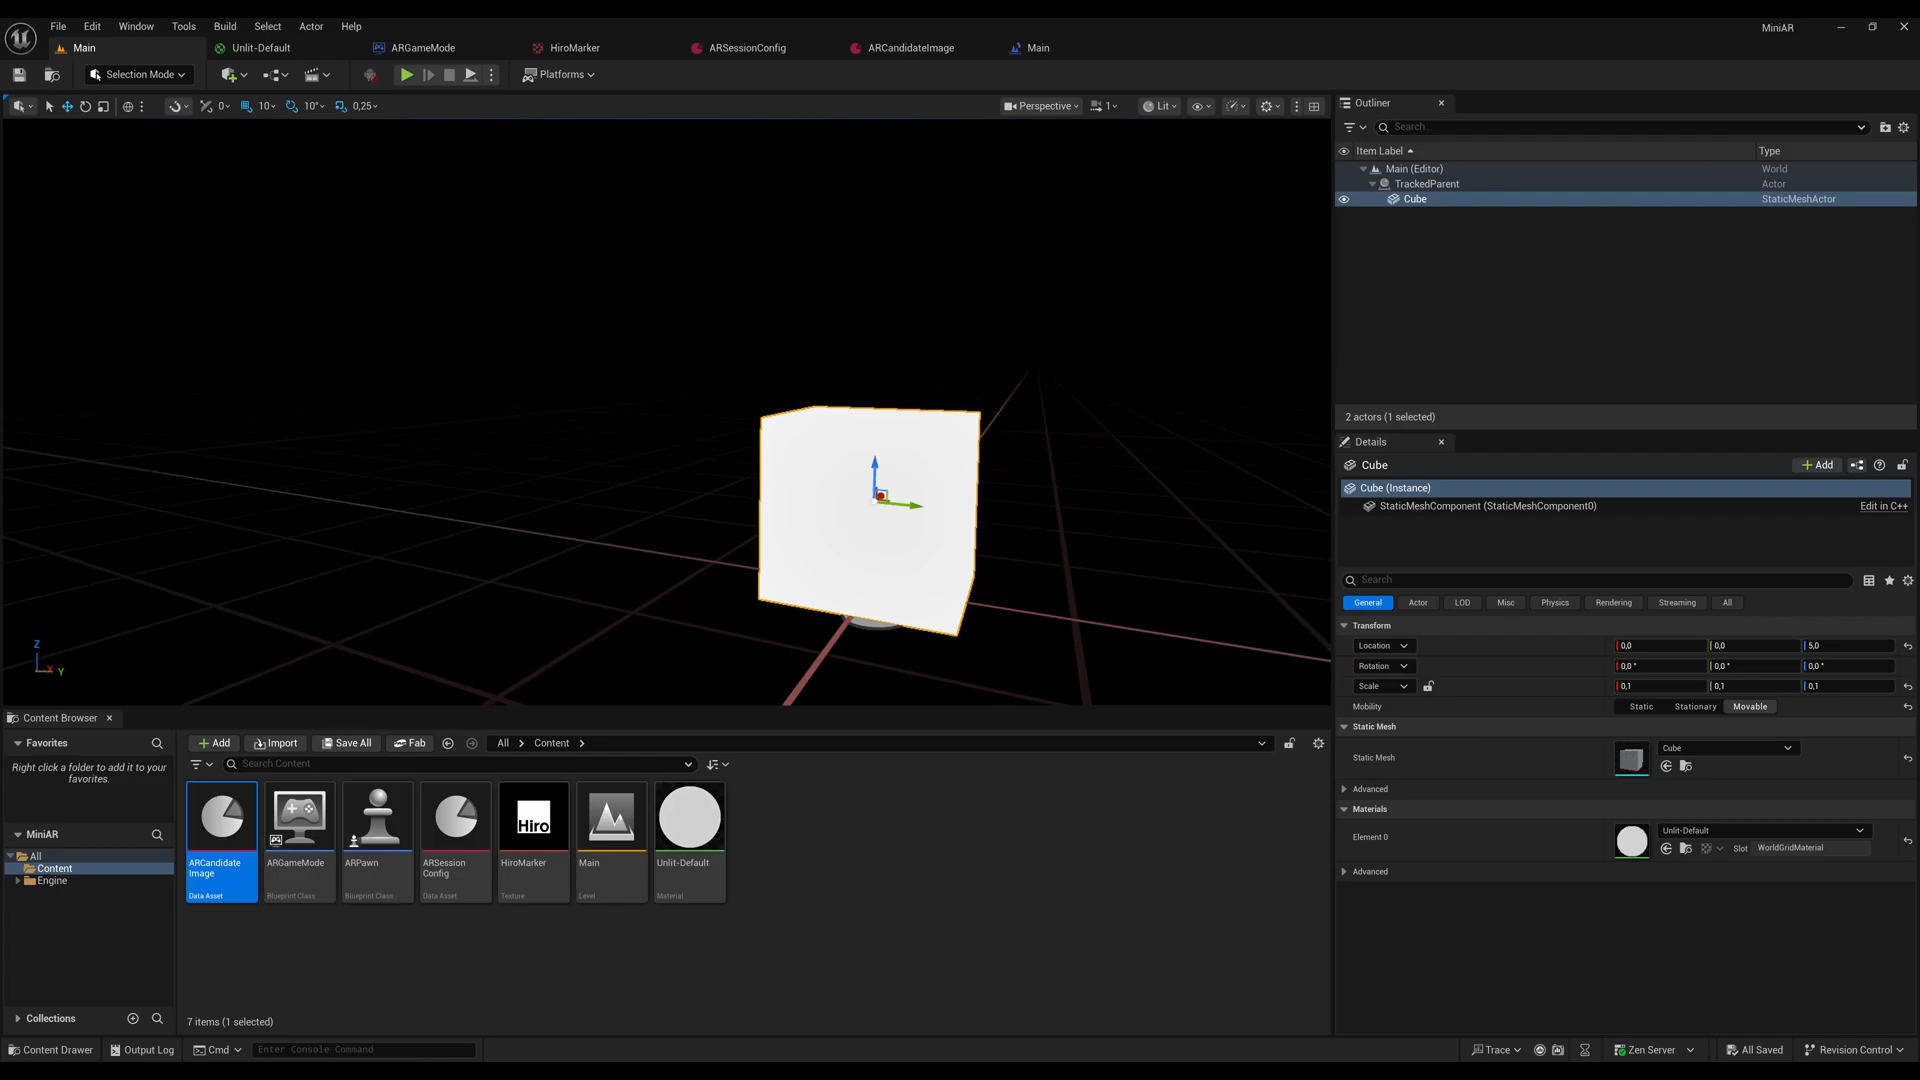 File Edit Window Tools Build Select Actor Help
MiniAR
Main Unlit-Default ARGameMode HiroMarker ARSessionConfig ARCandidateImage Main
Selection Mode Platforms
0 10 10° 0,25 Perspective 1 Lit
Outliner
Search...
Item Label Type
Main (Editor) World
TrackedParent Actor
Cube StaticMeshActor
2 actors (1 selected)
Details
Cube Add
Cube (Instance)
StaticMeshComponent (StaticMeshComponent0) Edit in C++
Search
General Actor LOD Misc Physics Rendering Streaming All
Transform
Location 0,0 0,0 5,0
Rotation 0,0 ° 0,0 ° 0,0 °
Scale 0,1 0,1 0,1
Mobility Static Stationary Movable
Static Mesh
Static Mesh Cube
Advanced
Materials
Element 0 Unlit-Default
Slot WorldGridMaterial
Advanced
Z
X Y
Content Browser
Favorites
Right click a folder to add it to your
favorites.
MiniAR
All
Content
Engine
Collections
Add Import Save All Fab All Content
Search Content
Hiro
ARCandidate
Image
Data Asset
ARGameMode
Blueprint Class
ARPawn
Blueprint Class
ARSession
Config
Data Asset
HiroMarker
Texture
Main
Level
Unlit-Default
Material
7 items (1 selected)
Content Drawer Output Log Cmd Enter Console Command Trace Zen Server All Saved Revision Control